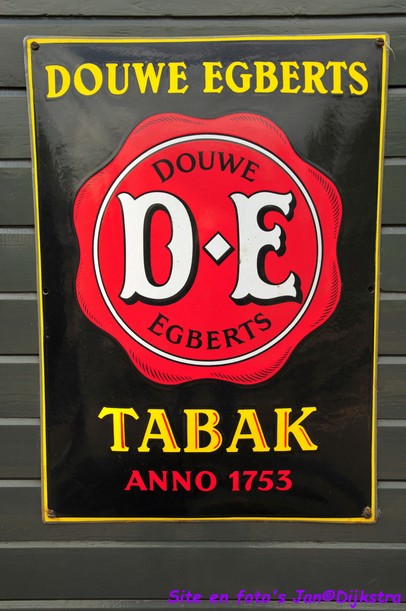 DOUWE EGBERTS
DOUWE
D◆E
EGBERTS
TABAK
ANNO 1753
Site en foto's Jan@Dijkstra